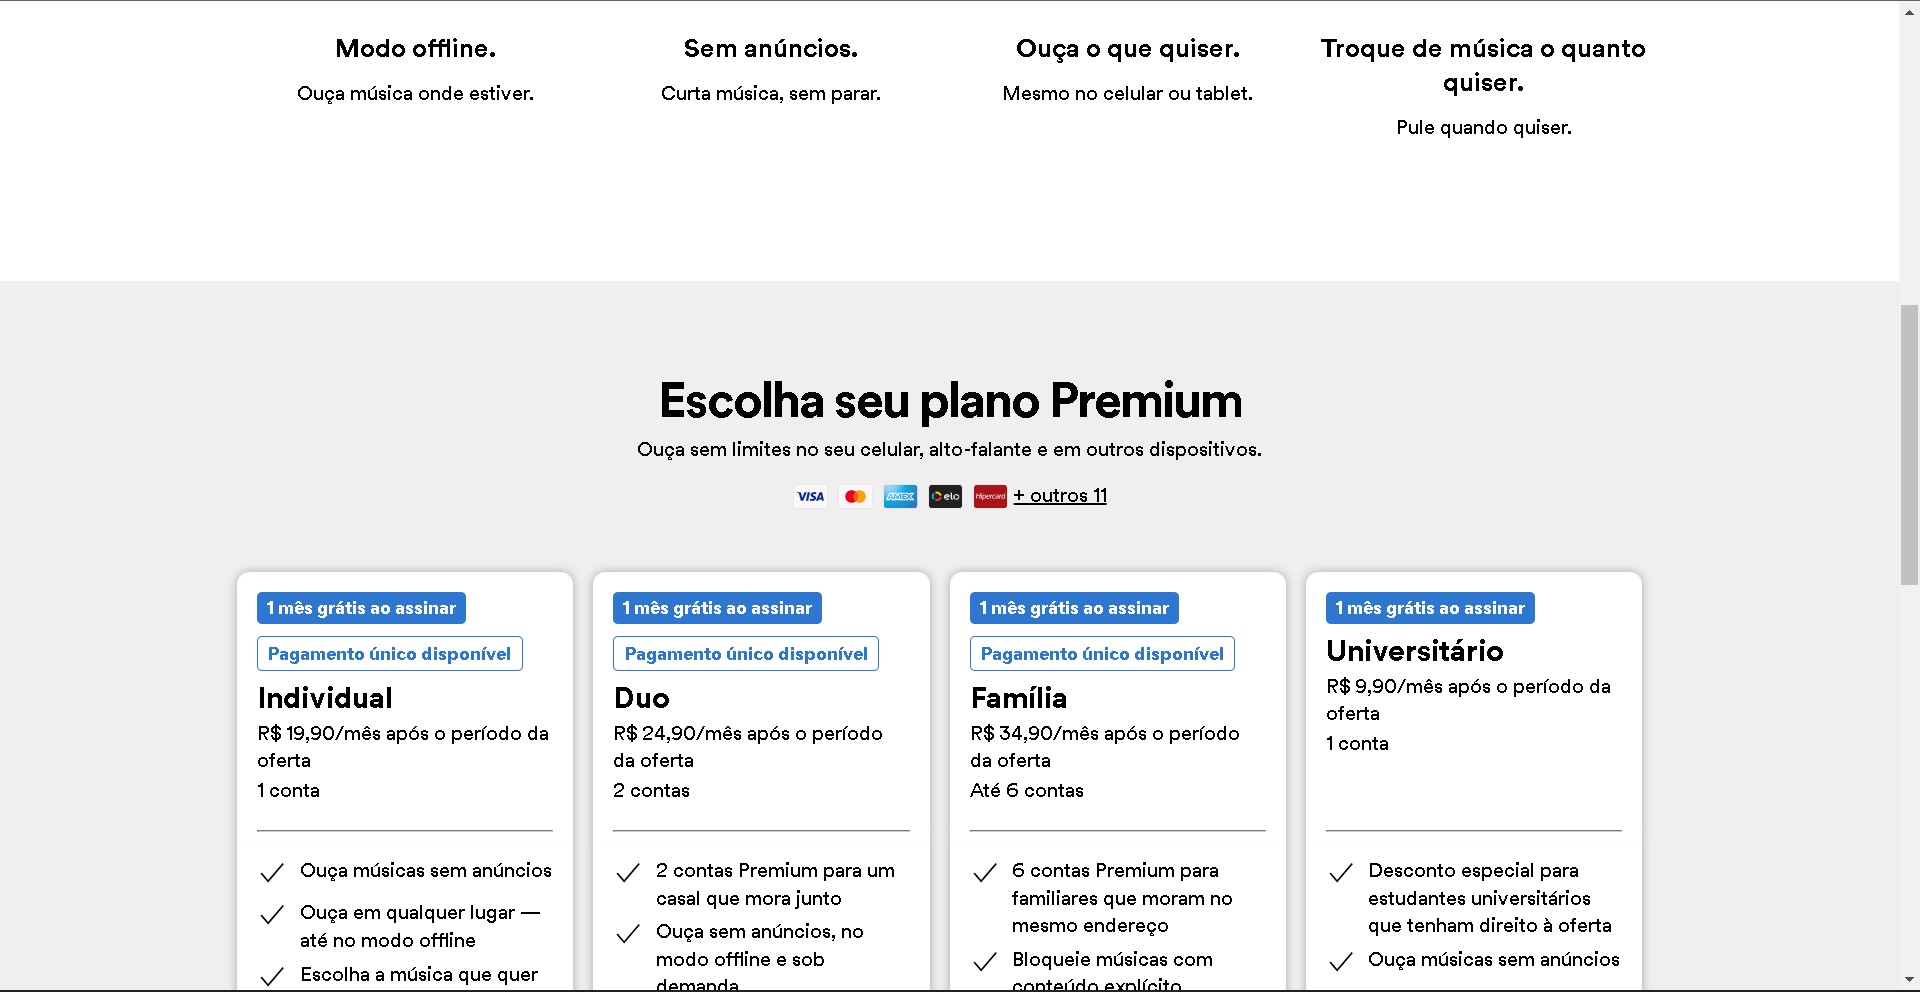 Modo offline.
Ouça música onde estiver.
Sem anúncios.
Curta música, sem parar.
Ouça o que quiser.
Mesmo no celular ou tablet.
Troque de música o quanto
quiser.
Pule quando quiser.
Escolha seu plano Premium
Ouça sem limites no seu celular, alto-falante e em outros dispositivos.
VISA AMEX elo Hipercard + outros 11
1 mês grátis ao assinar
Pagamento único disponível
Individual
R$ 19,90/mês após o período da
oferta
1 conta
Ouça músicas sem anúncios
Ouça em qualquer lugar —
até no modo offline
Escolha a música que quer
1 mês grátis ao assinar
Pagamento único disponível
Duo
R$ 24,90/mês após o período
da oferta
2 contas
2 contas Premium para um
casal que mora junto
Ouça sem anúncios, no
modo offline e sob
demanda
1 mês grátis ao assinar
Pagamento único disponível
Família
R$ 34,90/mês após o período
da oferta
Até 6 contas
6 contas Premium para
familiares que moram no
mesmo endereço
Bloqueie músicas com
conteúdo explícito
1 mês grátis ao assinar
Universitário
R$ 9,90/mês após o período da
oferta
1 conta
Desconto especial para
estudantes universitários
que tenham direito à oferta
Ouça músicas sem anúncios